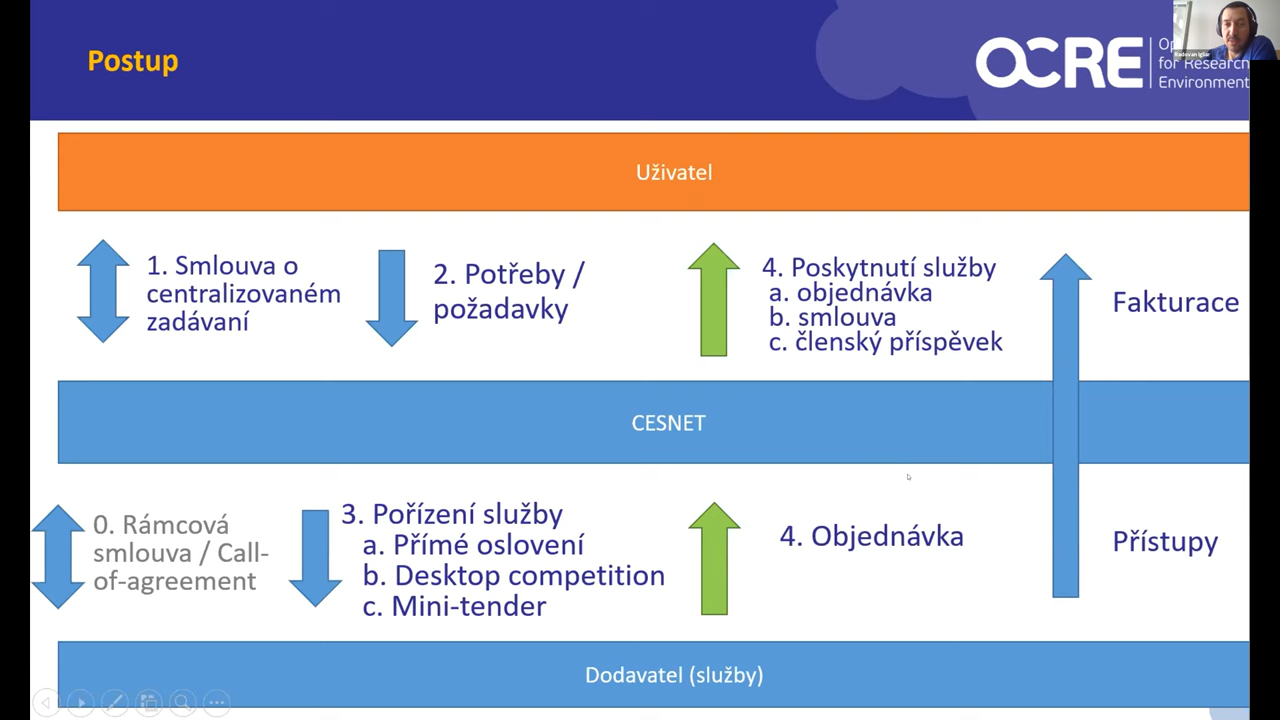 Postup
OCRE
Op
for Research
Environment
Uživatel
1. Smlouva o
centralizovaném
zadávaní
2. Potřeby /
požadavky
4. Poskytnutí služby
a. objednávka
b. smlouva
c. členský příspěvek
Fakturace
CESNET
0. Rámcová
smlouva / Call-
of-agreement
3. Pořízení služby
a. Přímé oslovení
b. Desktop competition
c. Mini-tender
4. Objednávka
Přístupy
Dodavatel (služby)